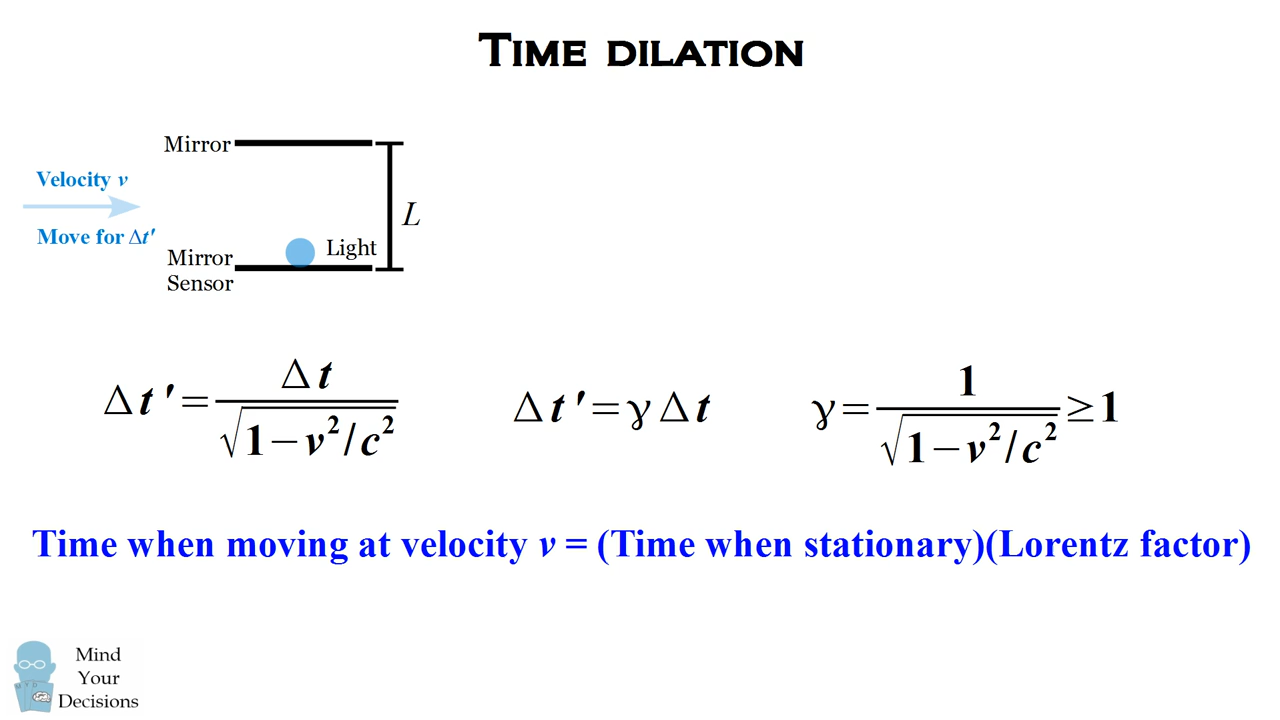 TIME DILATION
Mirror
Velocity v
L
Move for Δt′
Light
Mirror
Sensor
Δt′=Δt/√(1−v²/c²)
Δt′=γΔt
γ=1/√(1−v²/c²)≥1
Time when moving at velocity v = (Time when stationary)(Lorentz factor)
Mind
Your
Decisions